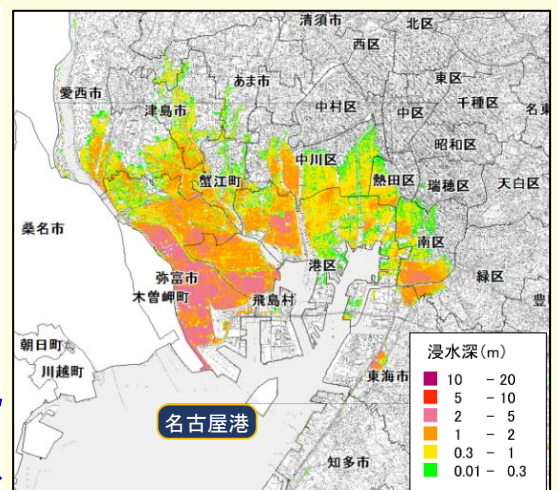 清須市
北区
西区
東区
あま市
愛西市
千種区
津島市
中村区
中区
昭和区
中川区
蟹江町
熱田区
瑞穂区
天白区
桑名市
南区
港区
緑区
弥富市
飛島村
木曽岬町
朝日町
川越町
東海市
名古屋港
知多市
浸水深(m)
10 - 20
5 - 10
2 - 5
1 - 2
0.3 - 1
0.01 - 0.3